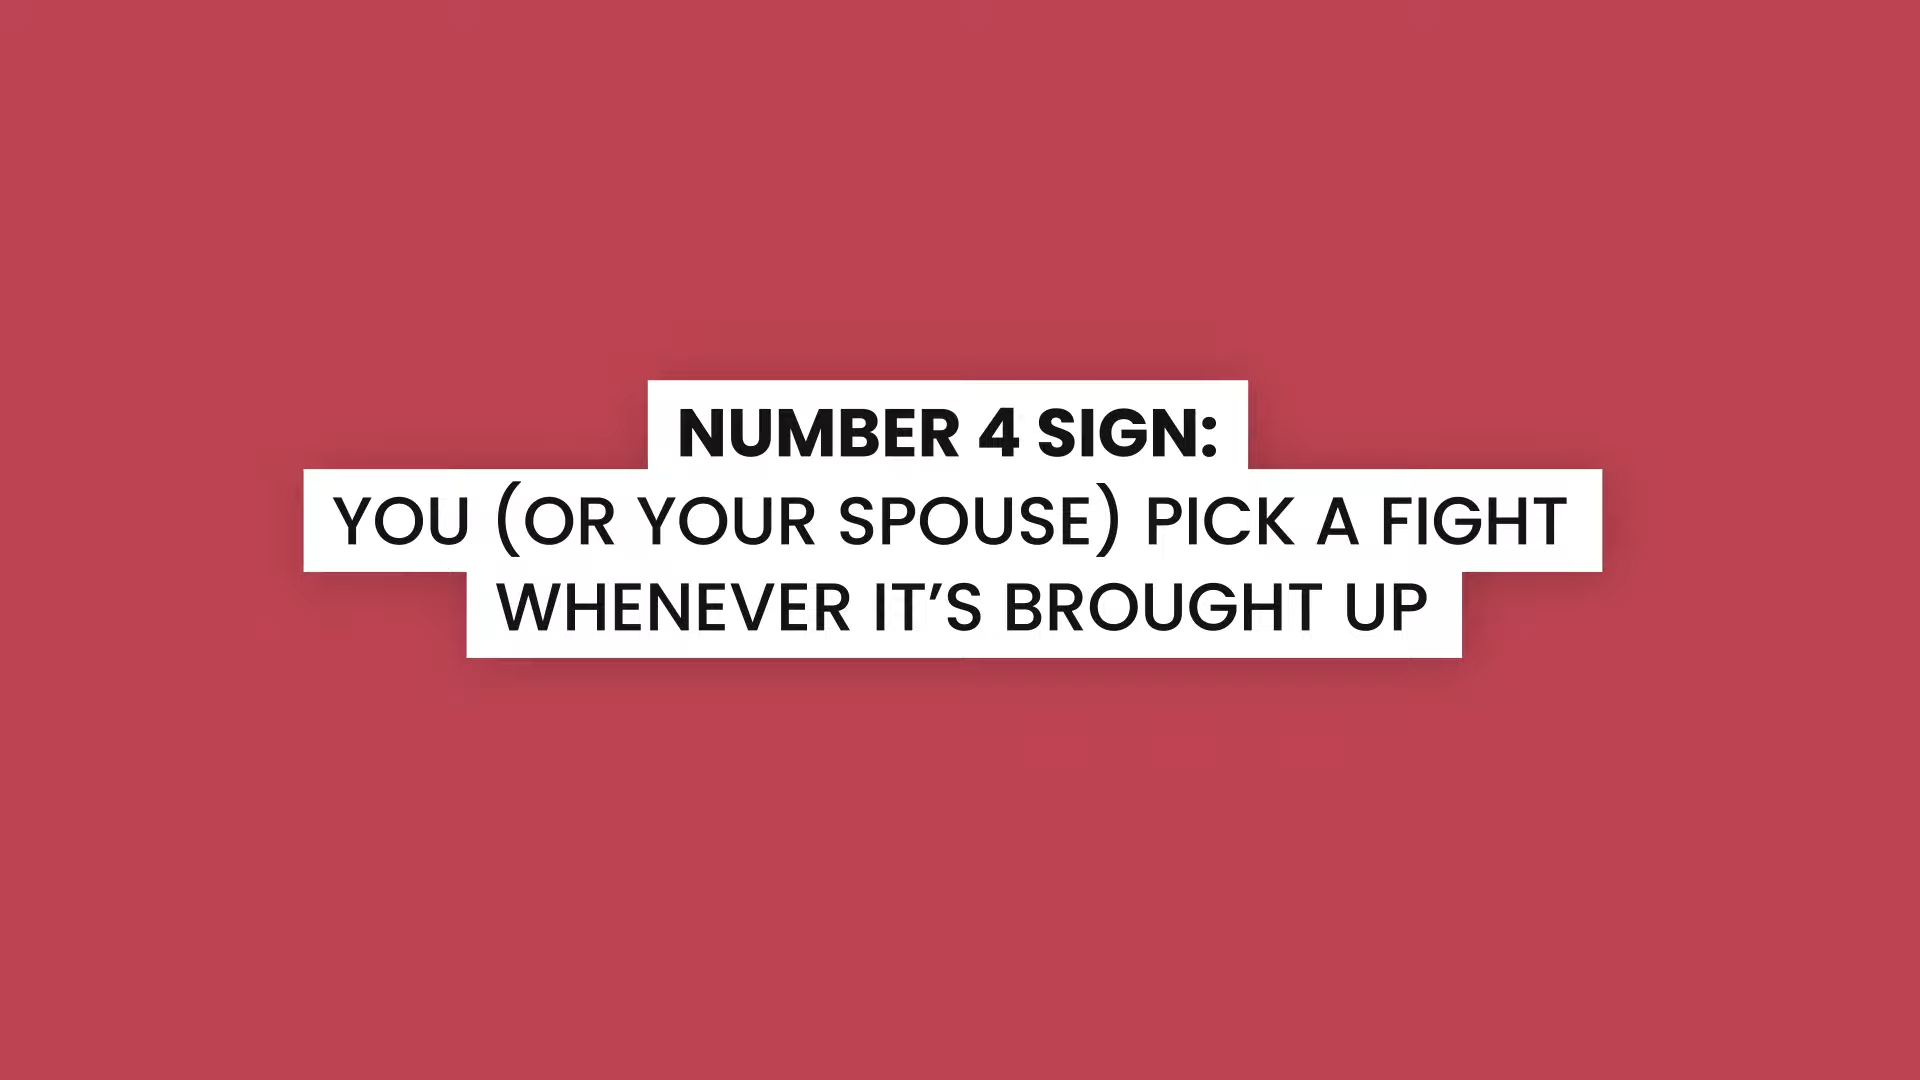 NUMBER 4 SIGN:
YOU (OR YOUR SPOUSE) PICK A FIGHT
WHENEVER IT’S BROUGHT UP